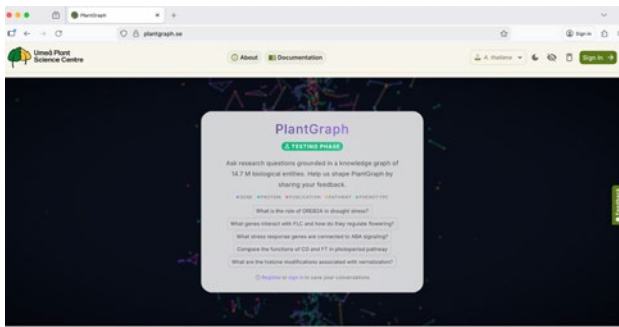 PlantGraph
plantgraph.se
Sign in
Umeå Plant
Science Centre
About
Documentation
A. thaliana
Sign in
PlantGraph
TESTING PHASE
Ask research questions grounded in a knowledge graph of
14.7 M biological entities. Help us shape PlantGraph by
sharing your feedback.
GENE PROTEIN PUBLICATION PATHWAY PHENOTYPE
What is the role of DREB2A in drought stress?
What genes interact with FLC and how do they regulate flowering?
What stress response genes are connected to ABA signaling?
Compare the functions of CO and FT in photoperiod pathway
What are the histone modifications associated with vernalization?
Register or sign in to save your conversations